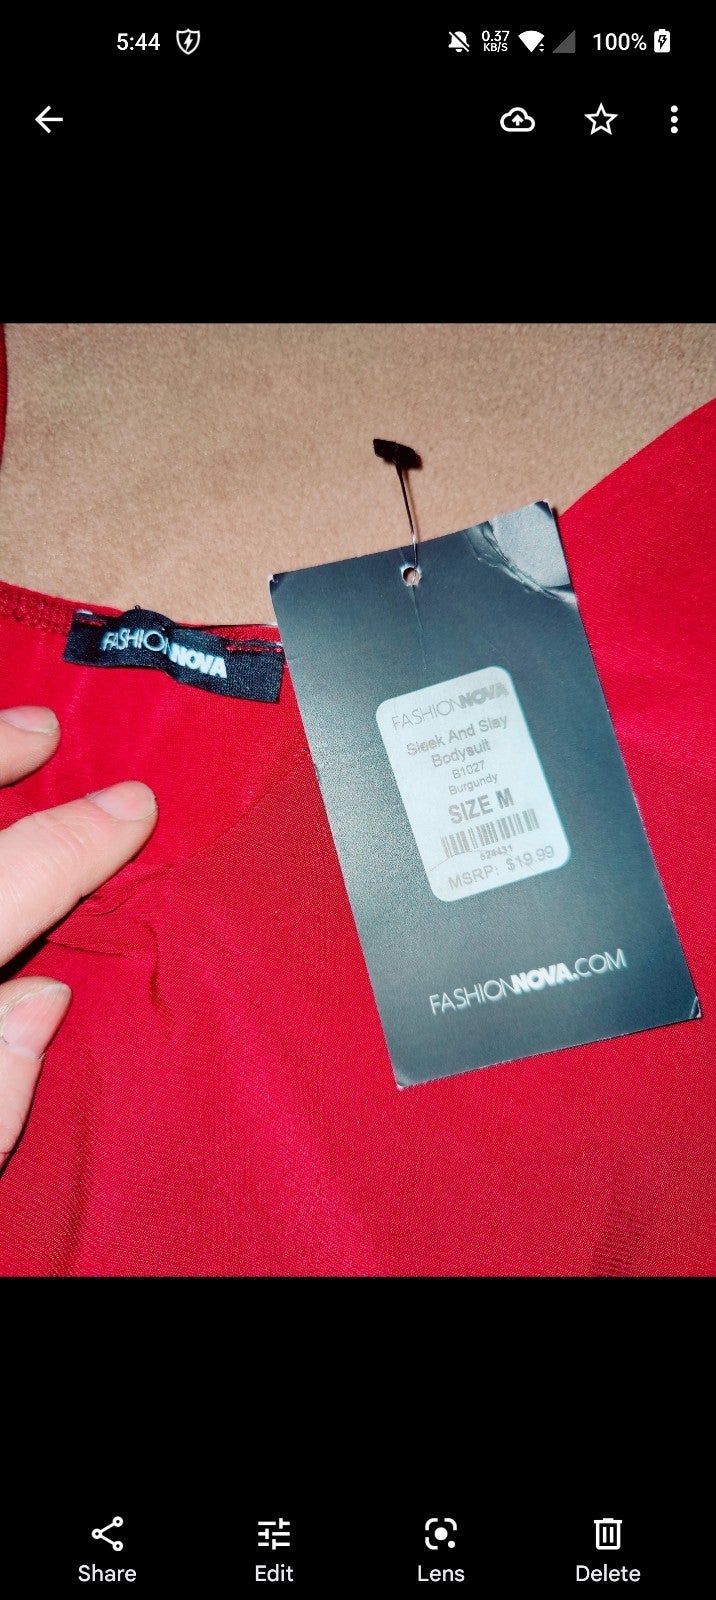 5:44
0.37
KB/S
100%
FASHIONNOVA
FASHIONNOVA
Sleek And Slay
Bodysuit
B1027
Burgundy
SIZE M
524431
MSRP: $19.99
FASHIONNOVA.COM
Share
Edit
Lens
Delete